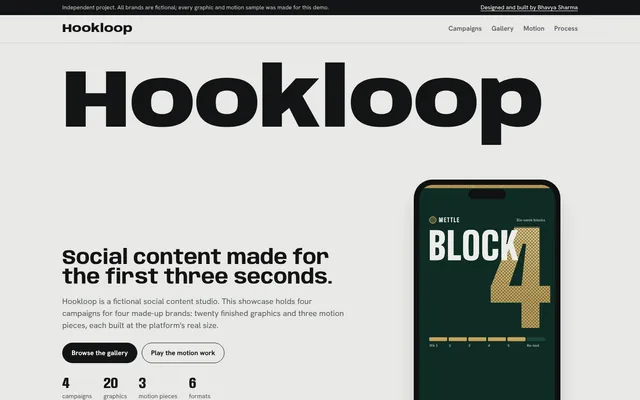 Independent project. All brands are fictional; every graphic and motion sample was made for this demo.
Designed and built by Bhavya Sharma
Hookloop
Campaigns Gallery Motion Process
Hookloop
METTLE
Six-week blocks
BLOCK
4
Social content made for
the first three seconds.
Hookloop is a fictional social content studio. This showcase holds four
campaigns for four made-up brands: twenty finished graphics and three motion
pieces, each built at the platform's real size.
Browse the gallery
Play the motion work
4 20 3 6
campaigns graphics motion pieces formats